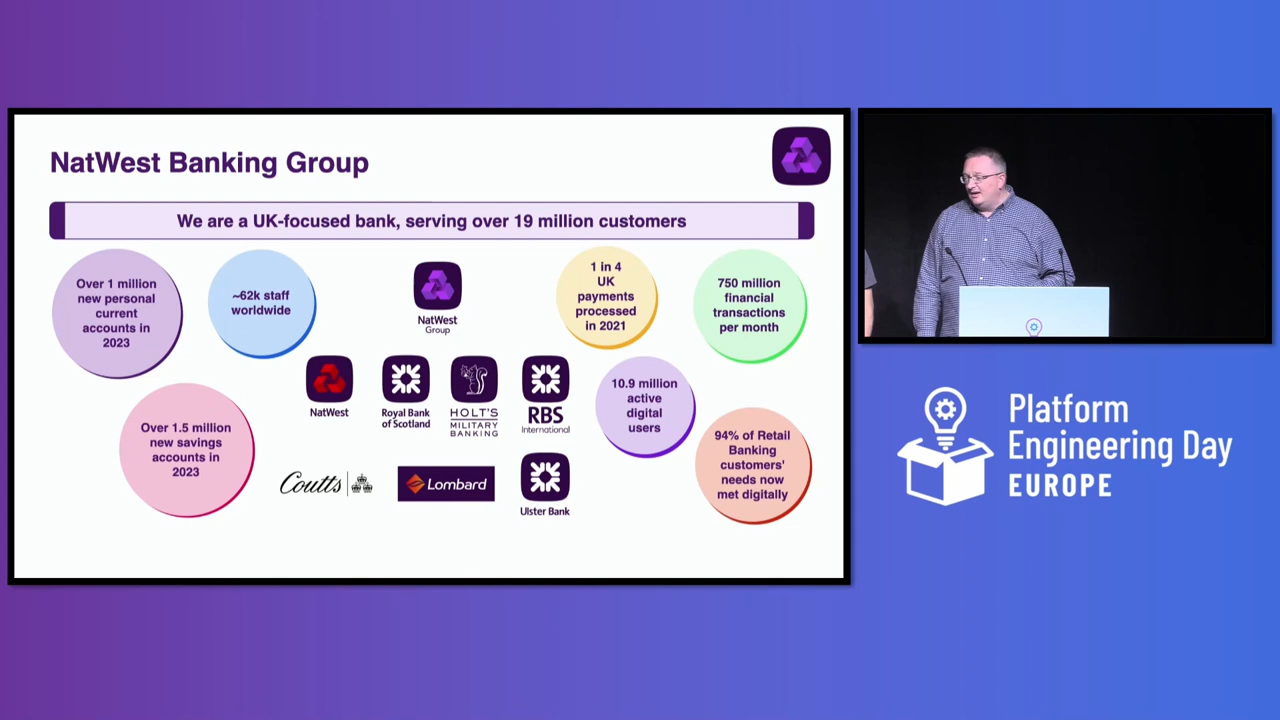 NatWest Banking Group
We are a UK-focused bank, serving over 19 million customers
Over 1 million
new personal
current
accounts in
2023
~62k staff
worldwide
NatWest
Group
1 in 4
UK
payments
processed
in 2021
750 million
financial
transactions
per month
NatWest
Royal Bank
of Scotland
HOLT'S
MILITARY
BANKING
RBS
International
10.9 million
active
digital
users
Over 1.5 million
new savings
accounts in
2023
94% of Retail
Banking
customers'
needs now
met digitally
Coutts
Lombard
Ulster Bank
Platform
Engineering Day
EUROPE